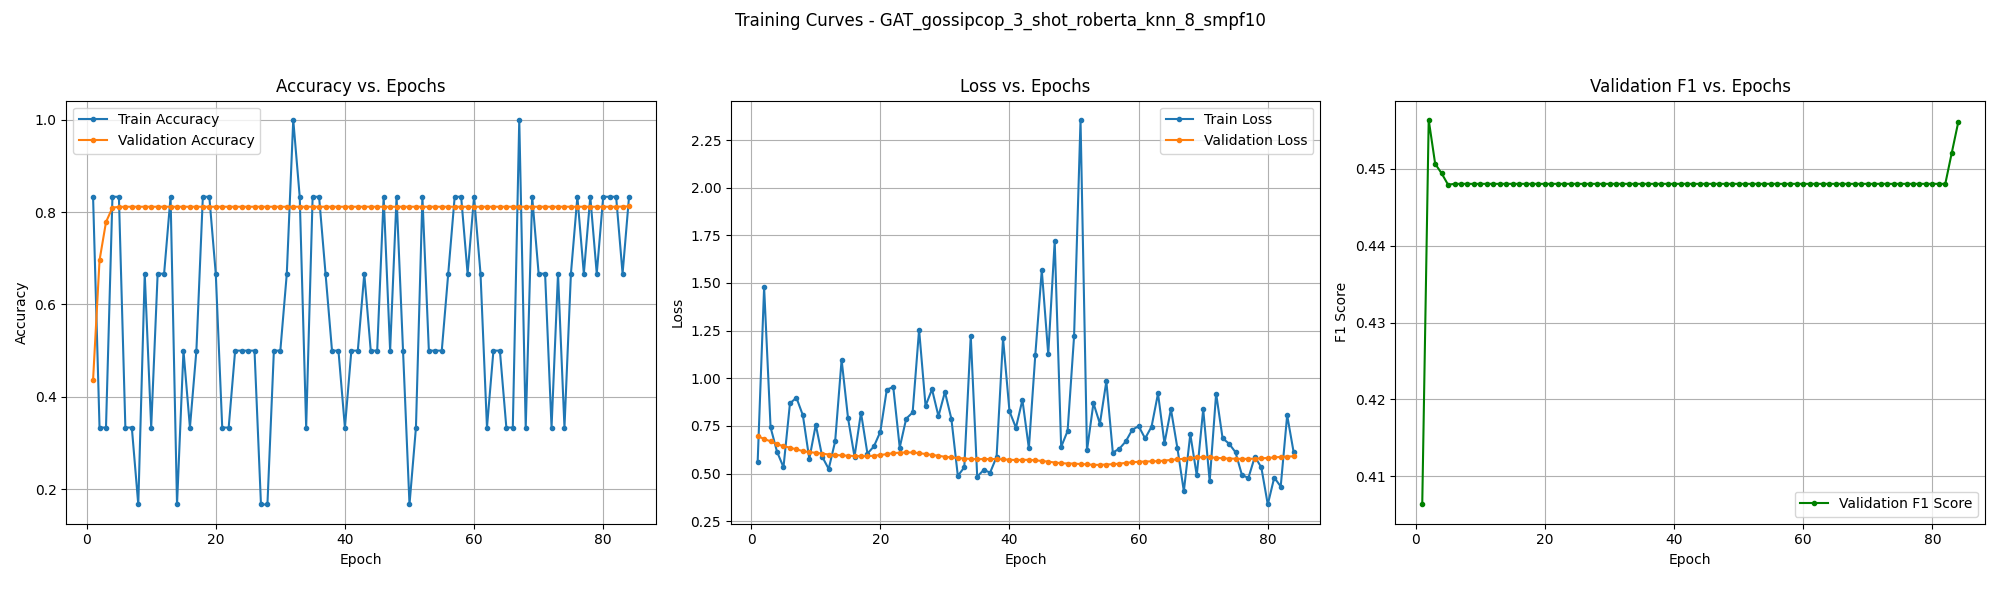 Training Curves - GAT_gossipcop_3_shot_roberta_knn_8_smpf10
Accuracy vs. Epochs
Train Accuracy
Validation Accuracy
Accuracy
1.0
0.8
0.6
0.4
0.2
0
20
40
60
80
Epoch
Loss vs. Epochs
Train Loss
Validation Loss
Loss
2.25
2.00
1.75
1.50
1.25
1.00
0.75
0.50
0.25
0
20
40
60
80
Epoch
Validation F1 vs. Epochs
F1 Score
0.45
0.44
0.43
0.42
0.41
Validation F1 Score
0
20
40
60
80
Epoch